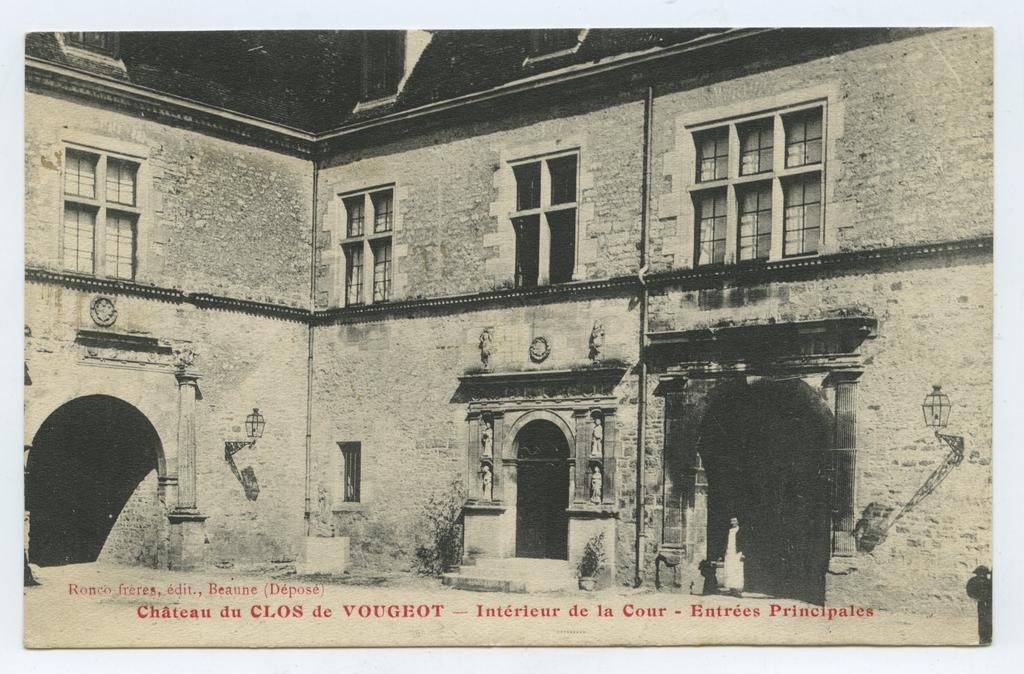 Ronco frères, édit., Beaune (Déposé)
Château du CLOS de VOUGEOT — Intérieur de la Cour - Entrées Principales